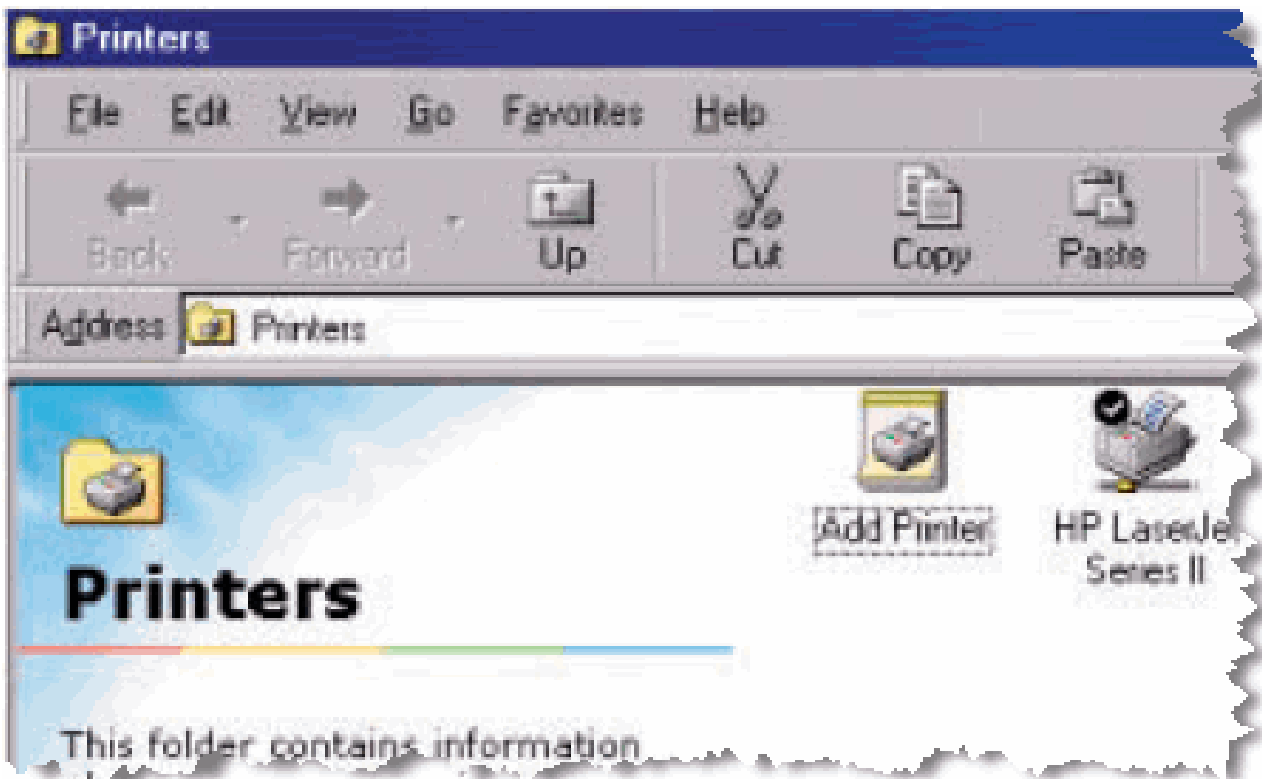 Printers
File Edit View Go Favorites Help
Back Forward Up Cut Copy Paste
Address Printers
Add Printer HP LaserJe
Series II
Printers
This folder contains information